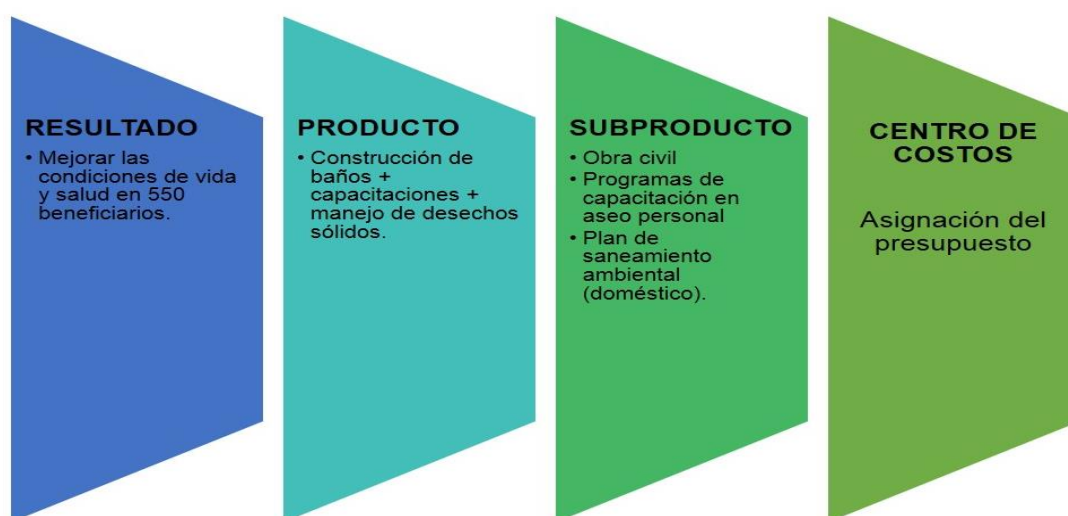 RESULTADO
• Mejorar las
condiciones de vida
y salud en 550
beneficiarios.
PRODUCTO
• Construcción de
baños +
capacitaciones +
manejo de desechos
sólidos.
SUBPRODUCTO
• Obra civil
• Programas de
capacitación en
aseo personal
• Plan de
saneamiento
ambiental
(doméstico).
CENTRO DE
COSTOS
Asignación del
presupuesto